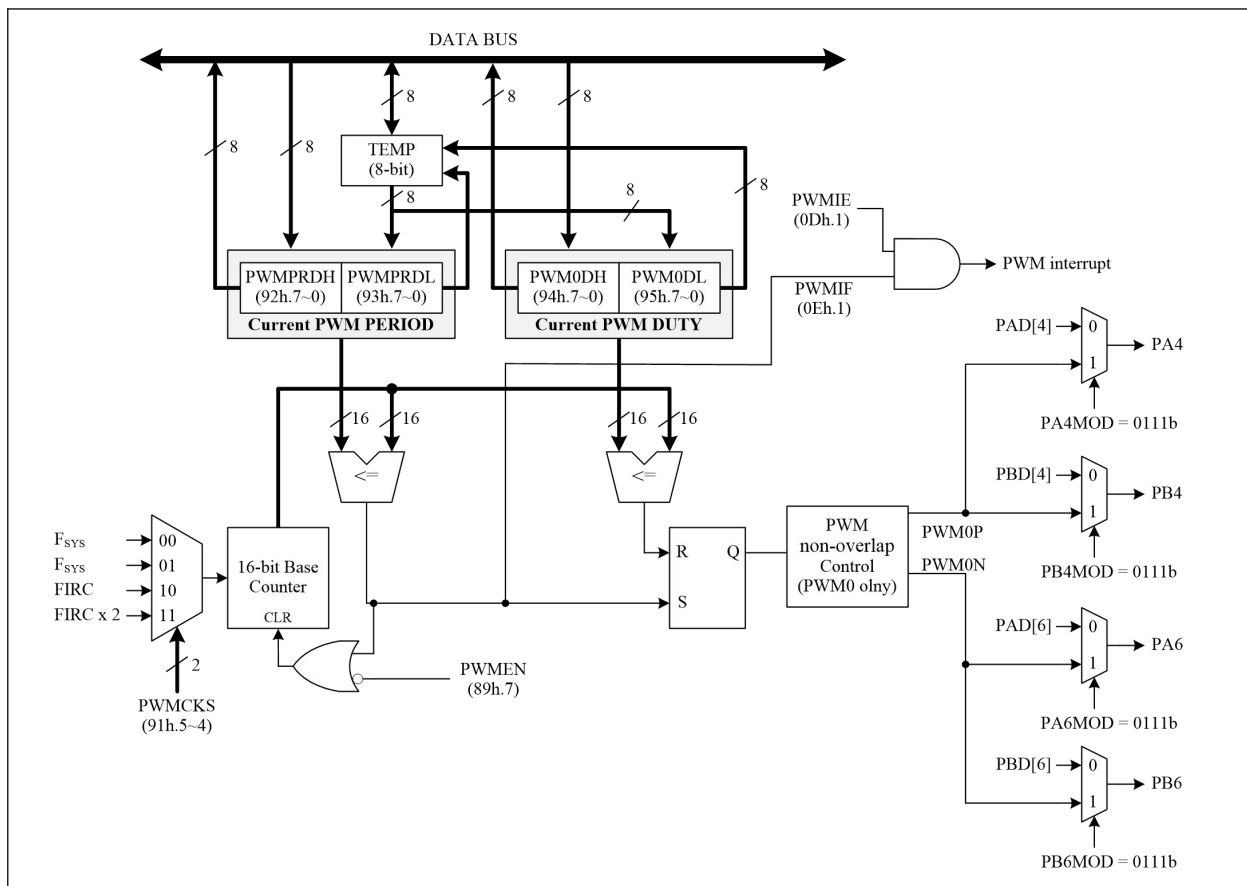 DATA BUS
8
8
8
8
8
TEMP
(8-bit)
8
8
8
PWMPRDH
(92h.7~0)
PWMPRDL
(93h.7~0)
Current PWM PERIOD
PWM0DH
(94h.7~0)
PWM0DL
(95h.7~0)
Current PWM DUTY
PWMIE
(0Dh.1)
PWMIF
(0Eh.1)
PWM interrupt
16
16
16
16
<=
<=
FSYS
FSYS
FIRC
FIRC x 2
00
01
10
11
2
PWMCKS
(91h.5~4)
16-bit Base
Counter
CLR
PWMEN
(89h.7)
R
S
Q
PWM
non-overlap
Control
(PWM0 olny)
PWM0P
PWM0N
PAD[4]
0
1
PA4
PA4MOD = 0111b
PBD[4]
0
1
PB4
PB4MOD = 0111b
PAD[6]
0
1
PA6
PA6MOD = 0111b
PBD[6]
0
1
PB6
PB6MOD = 0111b